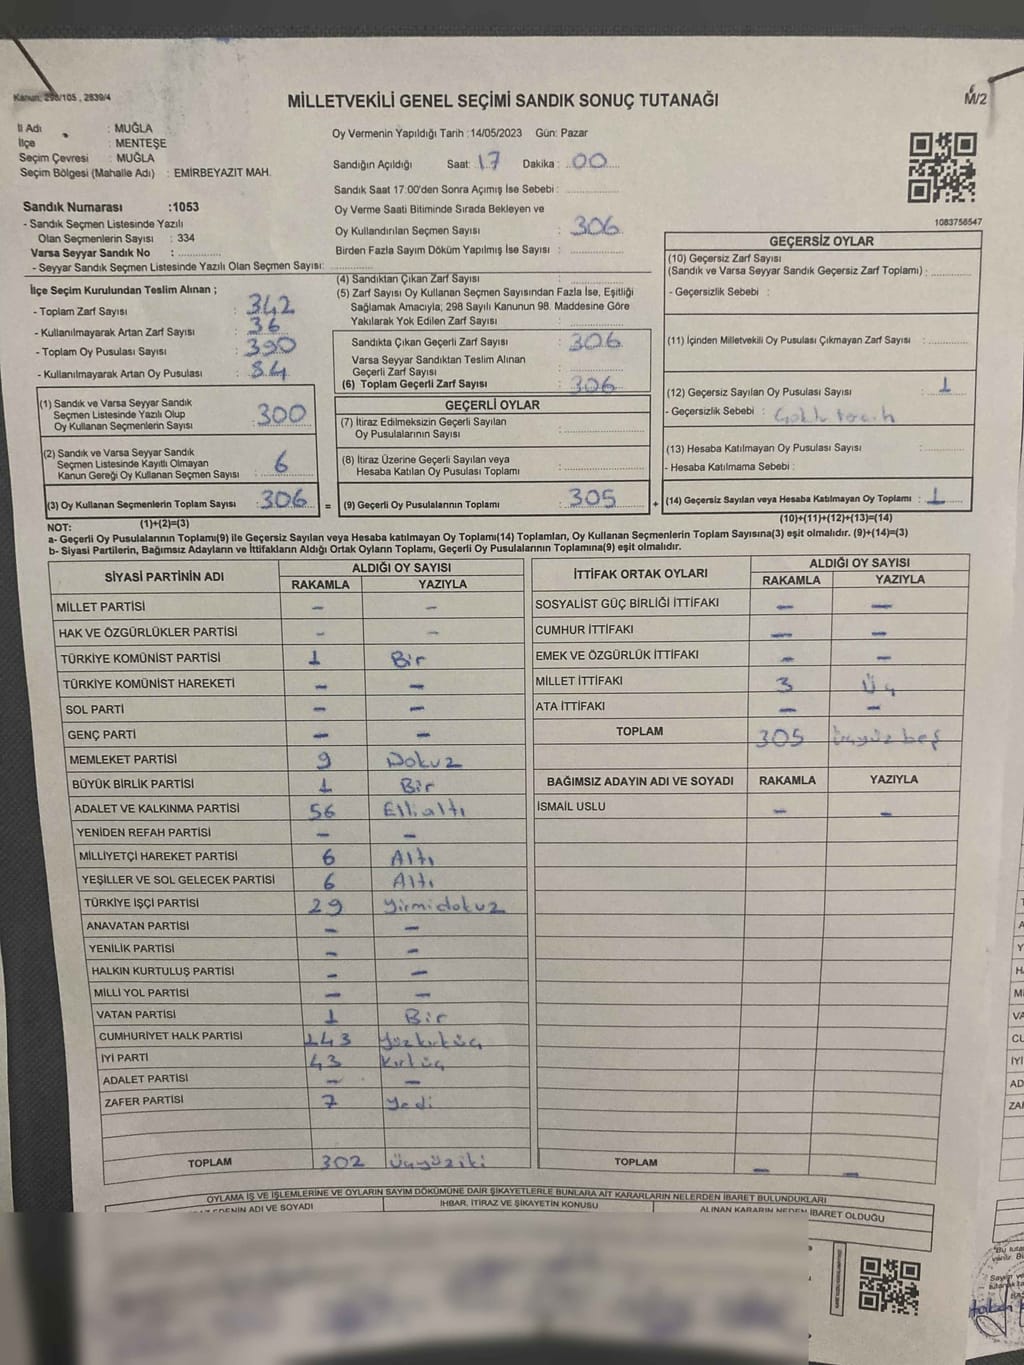 Kanun: 298/105 , 2839/4
MİLLETVEKİLİ GENEL SEÇİMİ SANDIK SONUÇ TUTANAĞI
M/2
İl Adı : MUĞLA
İlçe : MENTEŞE
Seçim Çevresi : MUĞLA
Seçim Bölgesi (Mahalle Adı) : EMİRBEYAZIT MAH.
Oy Vermenin Yapıldığı Tarih :14/05/2023 Gün: Pazar
Sandığın Açıldığı Saat: 17 Dakika : 00
Sandık Saat 17:00'den Sonra Açımış İse Sebebi :
Sandık Numarası :1053
- Sandık Seçmen Listesinde Yazılı
Olan Seçmenlerin Sayısı : 334
Varsa Seyyar Sandık No :
- Seyyar Sandık Seçmen Listesinde Yazılı Olan Seçmen Sayısı:
Oy Verme Saati Bitiminde Sırada Bekleyen ve
Oy Kullandırılan Seçmen Sayısı : 306
Birden Fazla Sayım Döküm Yapılmış İse Sayısı :
1083756547
İlçe Seçim Kurulundan Teslim Alınan ;
- Toplam Zarf Sayısı : 342
- Kullanılmayarak Artan Zarf Sayısı : 36
- Toplam Oy Pusulası Sayısı : 390
- Kullanılmayarak Artan Oy Pusulası : 84
(4) Sandıktan Çıkan Zarf Sayısı :
(5) Zarf Sayısı Oy Kullanan Seçmen Sayısından Fazla İse, Eşitliği
Sağlamak Amacıyla; 298 Sayılı Kanunun 98. Maddesine Göre
Yakılarak Yok Edilen Zarf Sayısı :
Sandıkta Çıkan Geçerli Zarf Sayısı : 306
Varsa Seyyar Sandıktan Teslim Alınan
Geçerli Zarf Sayısı :
(6) Toplam Geçerli Zarf Sayısı : 306
GEÇERSİZ OYLAR
(10) Geçersiz Zarf Sayısı
(Sandık ve Varsa Seyyar Sandık Geçersiz Zarf Toplamı) :
- Geçersizlik Sebebi :
(11) İçinden Milletvekili Oy Pusulası Çıkmayan Zarf Sayısı :
(12) Geçersiz Sayılan Oy Pusulası Sayısı : 1
- Geçersizlik Sebebi :
(13) Hesaba Katılmayan Oy Pusulası Sayısı :
- Hesaba Katılmama Sebebi :
(14) Geçersiz Sayılan veya Hesaba Katılmayan Oy Toplamı : 1
(10)+(11)+(12)+(13)=(14)
(1) Sandık ve Varsa Seyyar Sandık
Seçmen Listesinde Yazılı Olup
Oy Kullanan Seçmenlerin Sayısı : 300
(2) Sandık ve Varsa Seyyar Sandık
Seçmen Listesinde Kayıtlı Olmayan
Kanun Gereği Oy Kullanan Seçmen Sayısı : 6
(3) Oy Kullanan Seçmenlerin Toplam Sayısı : 306 =
(1)+(2)=(3)
GEÇERLİ OYLAR
(7) İtiraz Edilmeksizin Geçerli Sayılan
Oy Pusulalarının Sayısı :
(8) İtiraz Üzerine Geçerli Sayılan veya
Hesaba Katılan Oy Pusulası Toplamı :
(9) Geçerli Oy Pusulalarının Toplamı : 305 +
NOT:
a- Geçerli Oy Pusulalarının Toplamı(9) ile Geçersiz Sayılan veya Hesaba katılmayan Oy Toplamı(14) Toplamları, Oy Kullanan Seçmenlerin Toplam Sayısına(3) eşit olmalıdır. (9)+(14)=(3)
b- Siyasi Partilerin, Bağımsız Adayların ve İttifakların Aldığı Ortak Oyların Toplamı, Geçerli Oy Pusulalarının Toplamına(9) eşit olmalıdır.
SİYASİ PARTİNİN ADI ALDIĞI OY SAYISI
RAKAMLA YAZIYLA
MİLLET PARTİSİ – –
HAK VE ÖZGÜRLÜKLER PARTİSİ – –
TÜRKİYE KOMÜNİST PARTİSİ 1 Bir
TÜRKİYE KOMÜNİST HAREKETİ – –
SOL PARTİ – –
GENÇ PARTİ – –
MEMLEKET PARTİSİ 9 Dokuz
BÜYÜK BİRLİK PARTİSİ 1 Bir
ADALET VE KALKINMA PARTİSİ 56 Ellialtı
YENİDEN REFAH PARTİSİ – –
MİLLİYETÇİ HAREKET PARTİSİ 6 Altı
YEŞİLLER VE SOL GELECEK PARTİSİ 6 Altı
TÜRKİYE İŞÇİ PARTİSİ 29 Yirmidokuz
ANAVATAN PARTİSİ – –
YENİLİK PARTİSİ – –
HALKIN KURTULUŞ PARTİSİ – –
MİLLİ YOL PARTİSİ – –
VATAN PARTİSİ 1 Bir
CUMHURİYET HALK PARTİSİ 143 Yüzkırküç
İYİ PARTİ 43 Kırküç
ADALET PARTİSİ – –
ZAFER PARTİSİ 7 Yedi
TOPLAM 302 Üçyüziki
İTTİFAK ORTAK OYLARI ALDIĞI OY SAYISI
RAKAMLA YAZIYLA
SOSYALİST GÜÇ BİRLİĞİ İTTİFAKI – –
CUMHUR İTTİFAKI – –
EMEK VE ÖZGÜRLÜK İTTİFAKI – –
MİLLET İTTİFAKI 3 Üç
ATA İTTİFAKI – –
TOPLAM 305 Üçyüz beş
BAĞIMSIZ ADAYIN ADI VE SOYADI RAKAMLA YAZIYLA
İSMAİL USLU – –
TOPLAM – –
OYLAMA İŞ VE İŞLEMLERİNE VE OYLARIN SAYIM DÖKÜMÜNE DAİR ŞİKAYETLERLE BUNLARA AİT KARARLARIN NELERDEN İBARET BULUNDUKLARI
ADI VE SOYADI İHBAR, İTİRAZ VE ŞİKAYETİN KONUSU ALINAN KARARIN NEDEN İBARET OLDUĞU